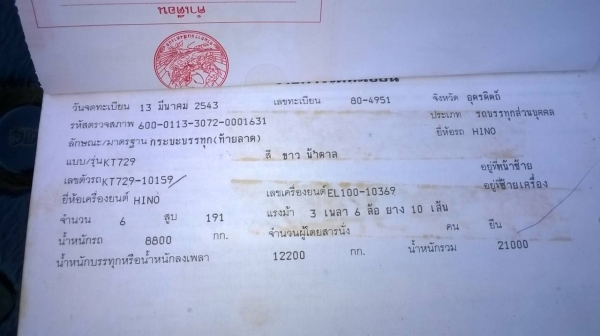 คำเตือน
วันจดทะเบียน 13 มีนาคม 2543 เลขทะเบียน 80-4951 จังหวัด อุตรดิตถ์
รหัสตรวจสภาพ 600-0113-3072-0001631 ประเภท รถบรรทุกส่วนบุคคล
ลักษณะ/มาตรฐาน กระบะบรรทุก(ท้ายลาด) ยี่ห้อรถ HINO
แบบ/รุ่น KT729 สี ขาว น้ำตาล
เลขตัวรถ KT729-10159 อยู่ที่หน้าซ้าย
ยี่ห้อเครื่องยนต์ HINO เลขเครื่องยนต์ EL100-10369 อยู่ที่ซ้ายเครื่อง
จำนวน 6 สูบ 191 แรงม้า 3 เพลา 6 ล้อ ยาง 10 เส้น
น้ำหนักรถ 8800 กก. จำนวนผู้โดยสารนั่ง คน ยืน
น้ำหนักบรรทุกหรือน้ำหนักลงเพลา 12200 กก. น้ำหนักรวม 21000